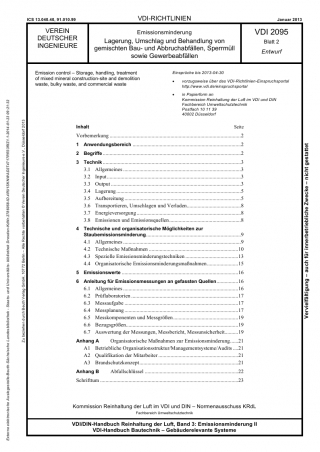 ICS 13.040.40, 91.010.99
VDI-RICHTLINIEN
Januar 2013
VEREIN
DEUTSCHER
INGENIEURE
Emissionsminderung
Lagerung, Umschlag und Behandlung von
gemischten Bau- und Abbruchabfällen, Sperrmüll
sowie Gewerbeabfällen
VDI 2095
Blatt 2
Entwurf
Emission control – Storage, handling, treatment
of mixed mineral construction-site and demolition
waste, bulky waste, and commercial waste
Einsprüche bis 2013-04-30
• vorzugsweise über das VDI-Richtlinien-Einspruchsportal
http://www.vdi.de/einspruchsportal
• in Papierform an
Kommission Reinhaltung der Luft im VDI und DIN
Fachbereich Umweltschutztechnik
Postfach 10 11 39
40002 Düsseldorf
Inhalt Seite
Vorbemerkung 2
1 Anwendungsbereich 2
2 Begriffe 2
3 Technik 3
3.1 Allgemeines 3
3.2 Input 3
3.3 Output 3
3.4 Lagerung 5
3.5 Aufbereitung 5
3.6 Transportieren, Umschlagen und Verladen 8
3.7 Energieversorgung 8
3.8 Emissionen und Emissionsquellen 8
4 Technische und organisatorische Möglichkeiten zur
Staubemissionsminderung 9
4.1 Allgemeines 9
4.2 Technische Maßnahmen 10
4.3 Spezielle Emissionsminderungstechniken 13
4.4 Organisatorische Emissionsminderungsmaßnahmen 15
5 Emissionswerte 16
6 Anleitung für Emissionsmessungen an gefassten Quellen 16
6.1 Allgemeines 16
6.2 Prüflaboratorien 17
6.3 Messaufgabe 17
6.4 Messplanung 17
6.5 Messkomponenten und Messgrößen 19
6.6 Bezugsgrößen 19
6.7 Auswertung der Messungen, Messbericht, Messunsicherheit 19
Anhang A Organisatorische Maßnahmen zur Emissionsminderung 21
A1 Betriebliche Organisationsstruktur/Managementsysteme/Audits 21
A2 Qualifikation der Mitarbeiter 21
A3 Brandschutzkonzept 21
Anhang B Abfallschlüssel 22
Schrifttum 23
Kommission Reinhaltung der Luft im VDI und DIN – Normenausschuss KRdL
Fachbereich Umweltschutztechnik
VDI/DIN-Handbuch Reinhaltung der Luft, Band 3: Emissionsminderung II
VDI-Handbuch Bautechnik – Gebäuderelevante Systeme
Vervielfältigung – auch für innerbetriebliche Zwecke – nicht gestattet